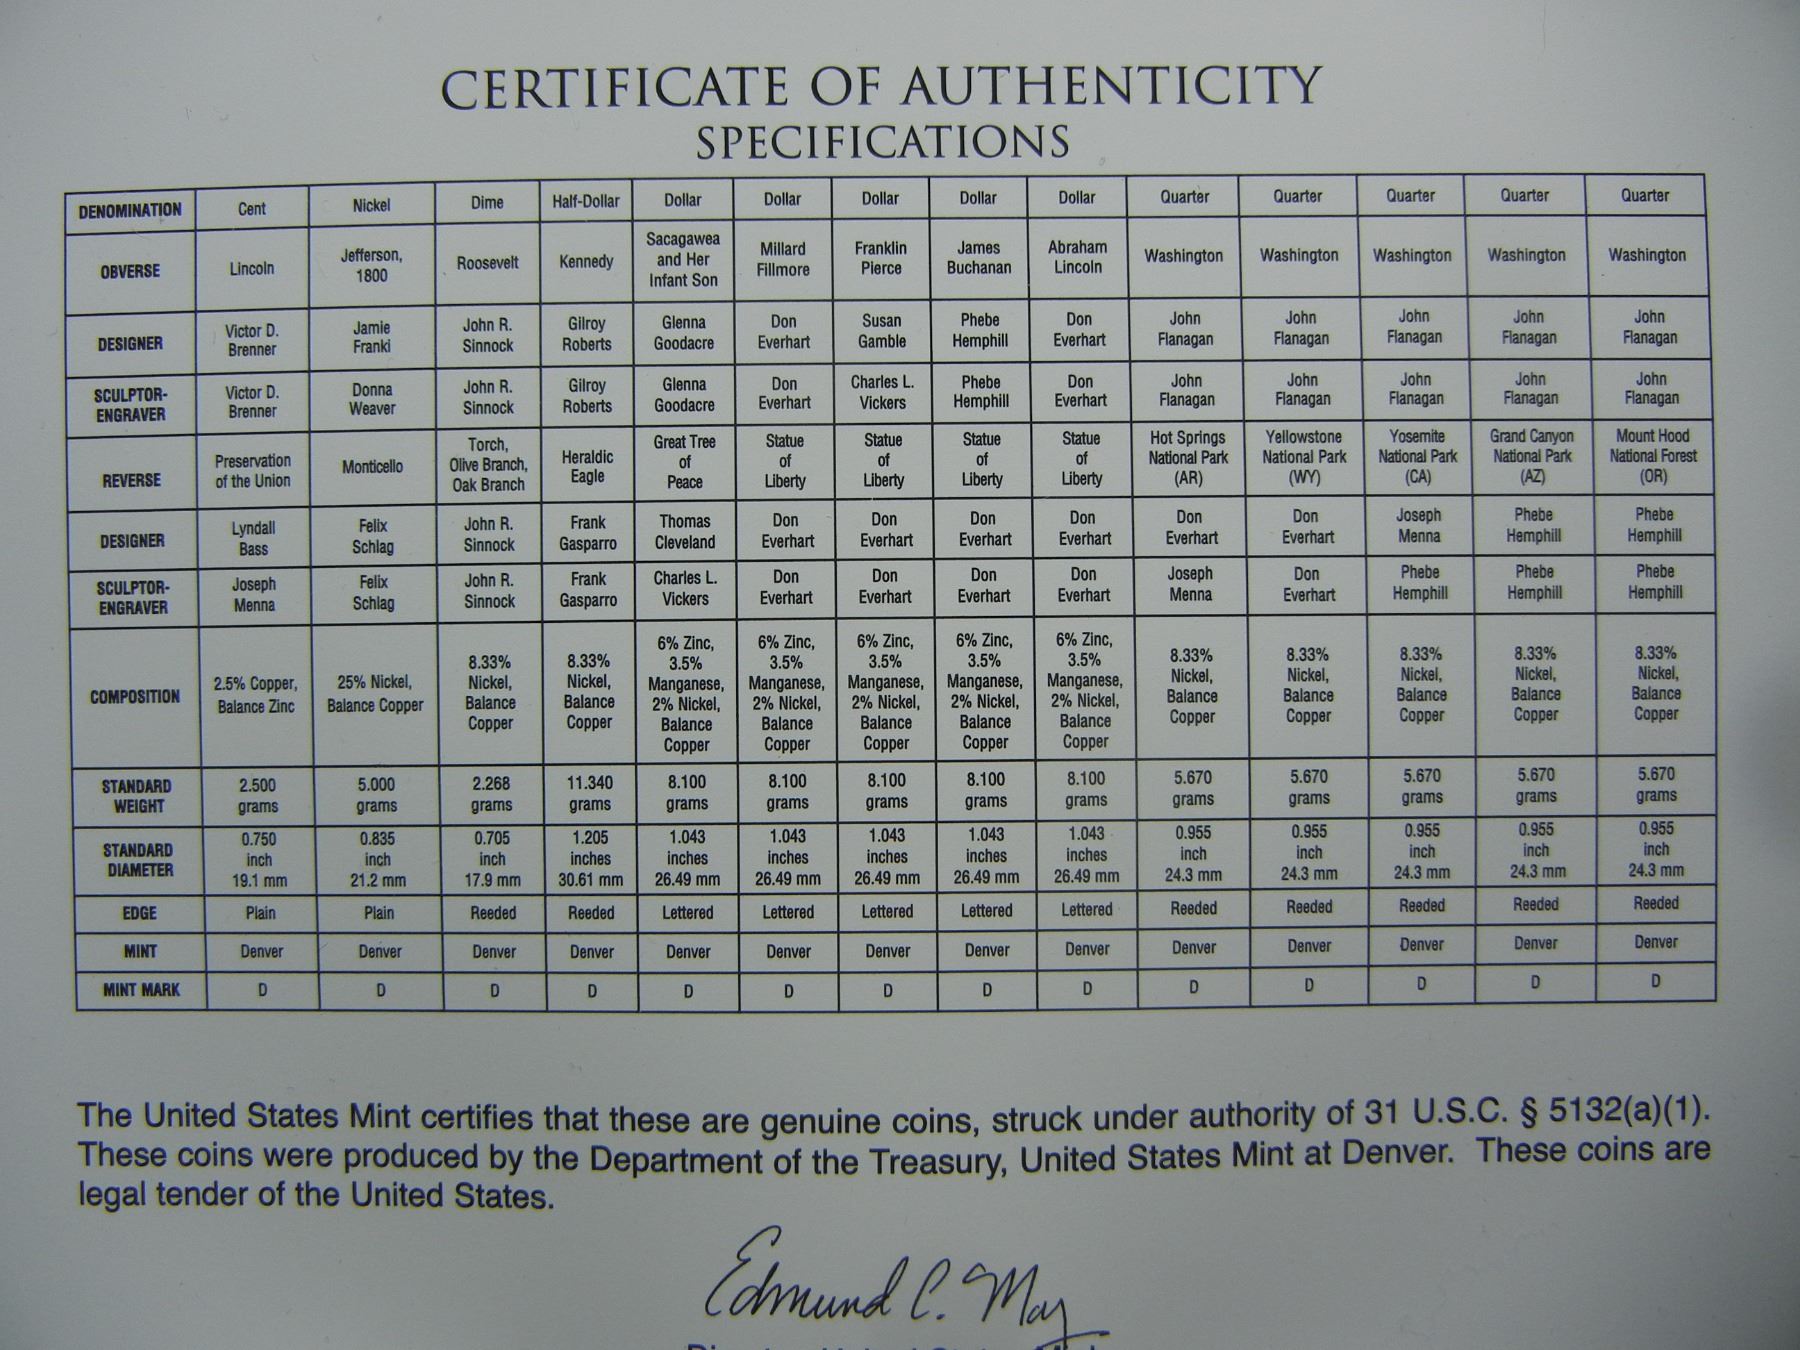 CERTIFICATE OF AUTHENTICITY
SPECIFICATIONS
DENOMINATION Cent Nickel Dime Half-Dollar Dollar Dollar Dollar Dollar Dollar Quarter Quarter Quarter Quarter Quarter
OBVERSE Lincoln Jefferson, 1800 Roosevelt Kennedy Sacagawea and Her Infant Son Millard Fillmore Franklin Pierce James Buchanan Abraham Lincoln Washington Washington Washington Washington Washington
DESIGNER Victor D. Brenner Jamie Franki John R. Sinnock Gilroy Roberts Glenna Goodacre Don Everhart Susan Gamble Phebe Hemphill Don Everhart John Flanagan John Flanagan John Flanagan John Flanagan John Flanagan
SCULPTOR-ENGRAVER Victor D. Brenner Donna Weaver John R. Sinnock Gilroy Roberts Glenna Goodacre Don Everhart Charles L. Vickers Phebe Hemphill Don Everhart John Flanagan John Flanagan John Flanagan John Flanagan John Flanagan
REVERSE Preservation of the Union Monticello Torch, Olive Branch, Oak Branch Heraldic Eagle Great Tree of Peace Statue of Liberty Statue of Liberty Statue of Liberty Statue of Liberty Hot Springs National Park (AR) Yellowstone National Park (WY) Yosemite National Park (CA) Grand Canyon National Park (AZ) Mount Hood National Forest (OR)
DESIGNER Lyndall Bass Felix Schlag John R. Sinnock Frank Gasparro Thomas Cleveland Don Everhart Don Everhart Don Everhart Don Everhart Don Everhart Don Everhart Joseph Menna Phebe Hemphill Phebe Hemphill
SCULPTOR-ENGRAVER Joseph Menna Felix Schlag John R. Sinnock Frank Gasparro Charles L. Vickers Don Everhart Don Everhart Don Everhart Don Everhart Joseph Menna Don Everhart Phebe Hemphill Phebe Hemphill Phebe Hemphill
COMPOSITION 2.5% Copper, Balance Zinc 25% Nickel, Balance Copper 8.33% Nickel, Balance Copper 8.33% Nickel, Balance Copper 6% Zinc, 3.5% Manganese, 2% Nickel, Balance Copper 6% Zinc, 3.5% Manganese, 2% Nickel, Balance Copper 6% Zinc, 3.5% Manganese, 2% Nickel, Balance Copper 6% Zinc, 3.5% Manganese, 2% Nickel, Balance Copper 6% Zinc, 3.5% Manganese, 2% Nickel, Balance Copper 8.33% Nickel, Balance Copper 8.33% Nickel, Balance Copper 8.33% Nickel, Balance Copper 8.33% Nickel, Balance Copper 8.33% Nickel, Balance Copper
STANDARD WEIGHT 2.500 grams 5.000 grams 2.268 grams 11.340 grams 8.100 grams 8.100 grams 8.100 grams 8.100 grams 8.100 grams 5.670 grams 5.670 grams 5.670 grams 5.670 grams 5.670 grams
STANDARD DIAMETER 0.750 inch 19.1 mm 0.835 inch 21.2 mm 0.705 inch 17.9 mm 1.205 inches 30.61 mm 1.043 inches 26.49 mm 1.043 inches 26.49 mm 1.043 inches 26.49 mm 1.043 inches 26.49 mm 1.043 inches 26.49 mm 0.955 inch 24.3 mm 0.955 inch 24.3 mm 0.955 inch 24.3 mm 0.955 inch 24.3 mm 0.955 inch 24.3 mm
EDGE Plain Plain Reeded Reeded Lettered Lettered Lettered Lettered Lettered Reeded Reeded Reeded Reeded Reeded
MINT Denver Denver Denver Denver Denver Denver Denver Denver Denver Denver Denver Denver Denver Denver
MINT MARK D D D D D D D D D D D D D D
The United States Mint certifies that these are genuine coins, struck under authority of 31 U.S.C. § 5132(a)(1).
These coins were produced by the Department of the Treasury, United States Mint at Denver. These coins are
legal tender of the United States.
Edmund C. Moy